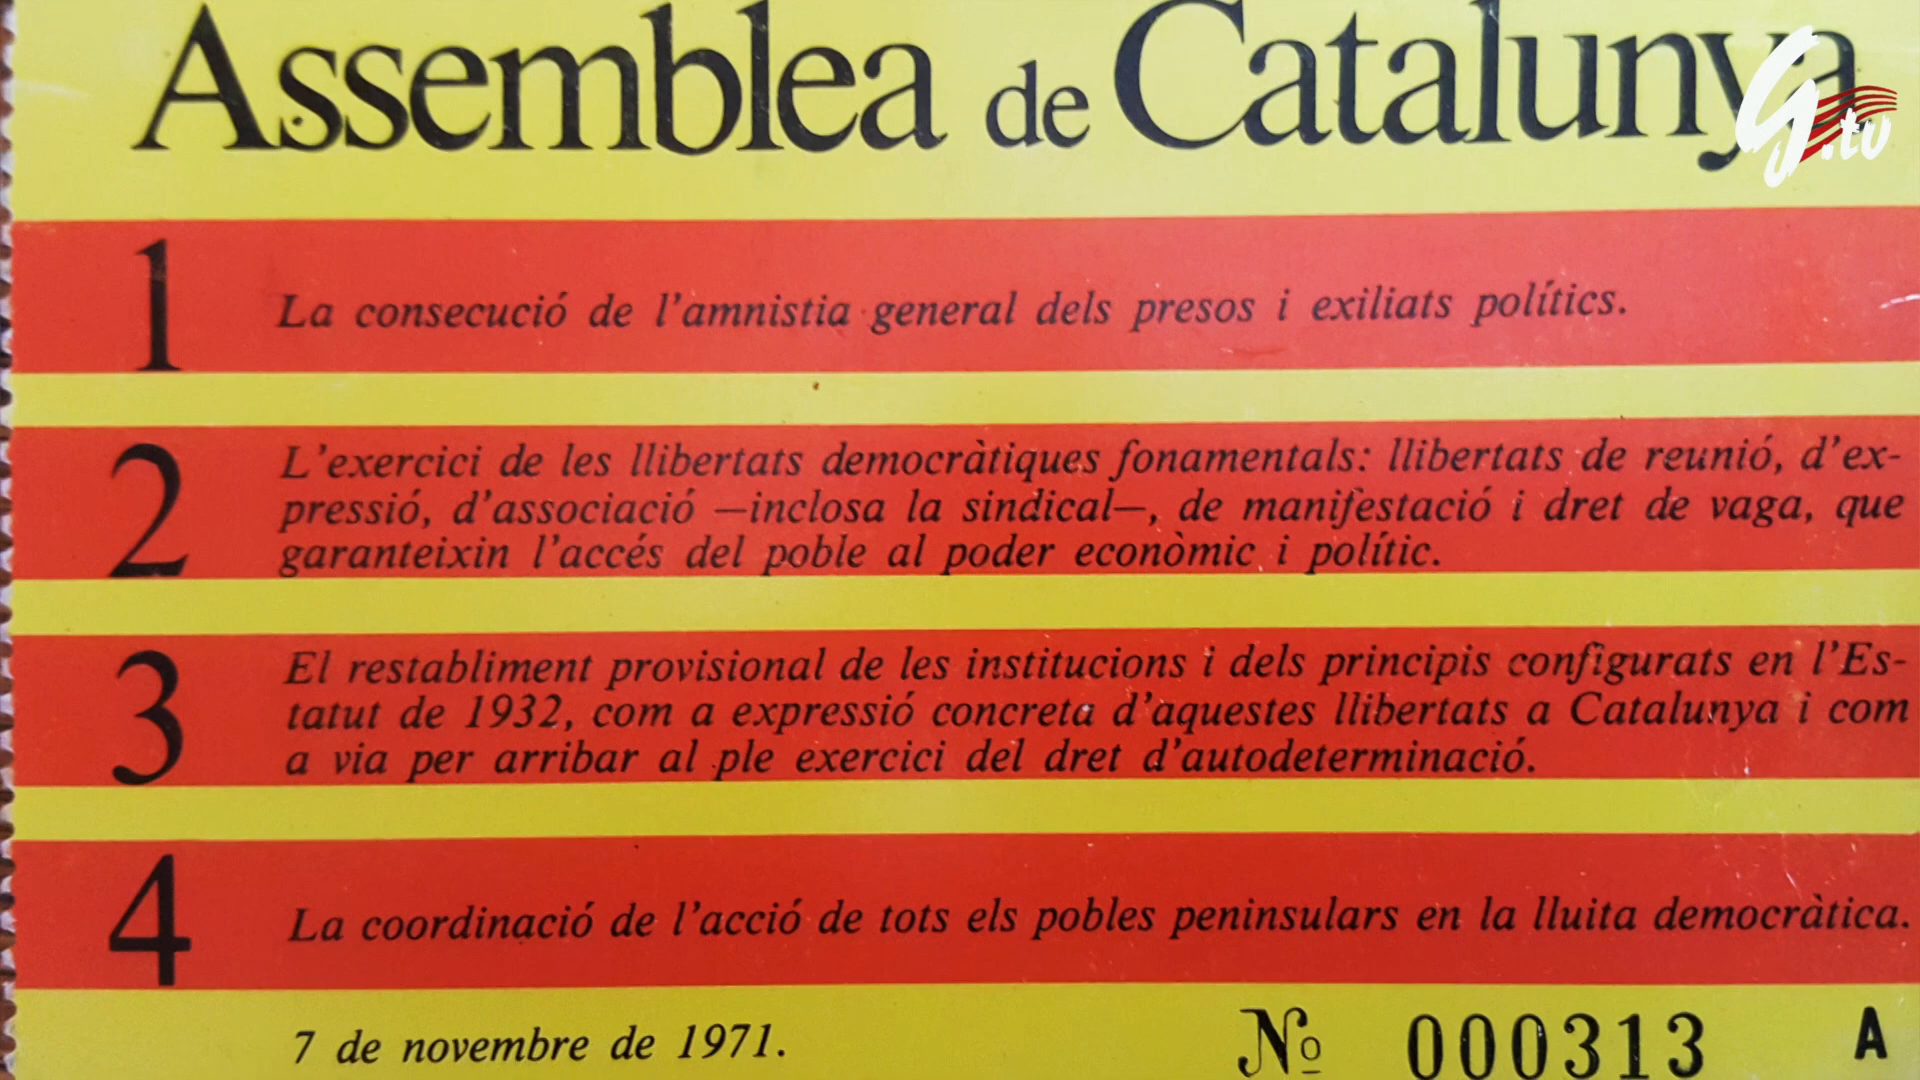 Assemblea de Catalunya
G.tv
1
La consecució de l'amnistia general dels presos i exiliats polítics.
2
L'exercici de les llibertats democràtiques fonamentals: llibertats de reunió, d'ex-
pressió, d'associació —inclosa la sindical—, de manifestació i dret de vaga, que
garanteixin l'accés del poble al poder econòmic i polític.
3
El restabliment provisional de les institucions i dels principis configurats en l'Es-
tatut de 1932, com a expressió concreta d'aquestes llibertats a Catalunya i com
a via per arribar al ple exercici del dret d'autodeterminació.
4
La coordinació de l'acció de tots els pobles peninsulars en la lluita democràtica.
7 de novembre de 1971.
Nº 000313 A